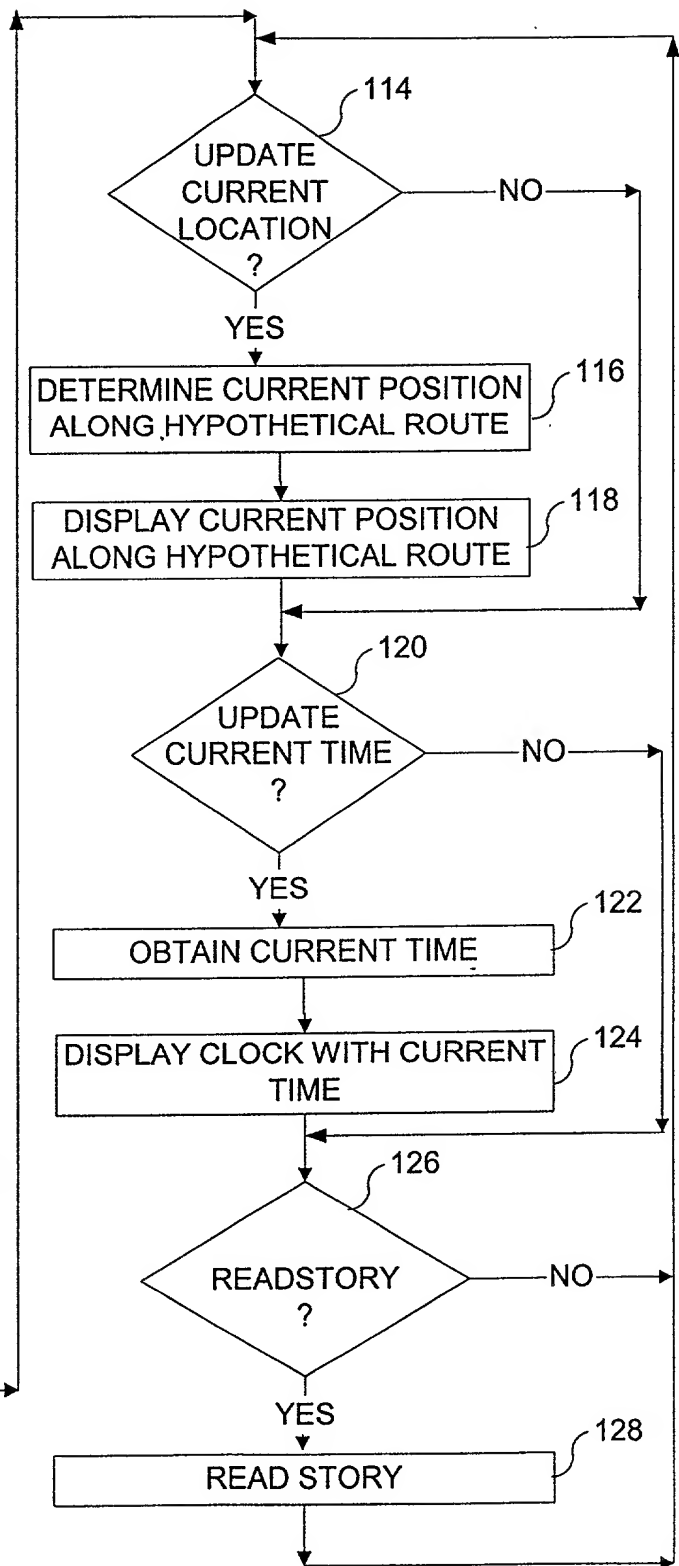 114
UPDATE
CURRENT
LOCATION
?
NO
YES
DETERMINE CURRENT POSITION
ALONG HYPOTHETICAL ROUTE
116
DISPLAY CURRENT POSITION
ALONG HYPOTHETICAL ROUTE
118
120
UPDATE
CURRENT TIME
?
NO
YES
122
OBTAIN CURRENT TIME
DISPLAY CLOCK WITH CURRENT
TIME
124
126
READSTORY
?
NO
YES
128
READ STORY